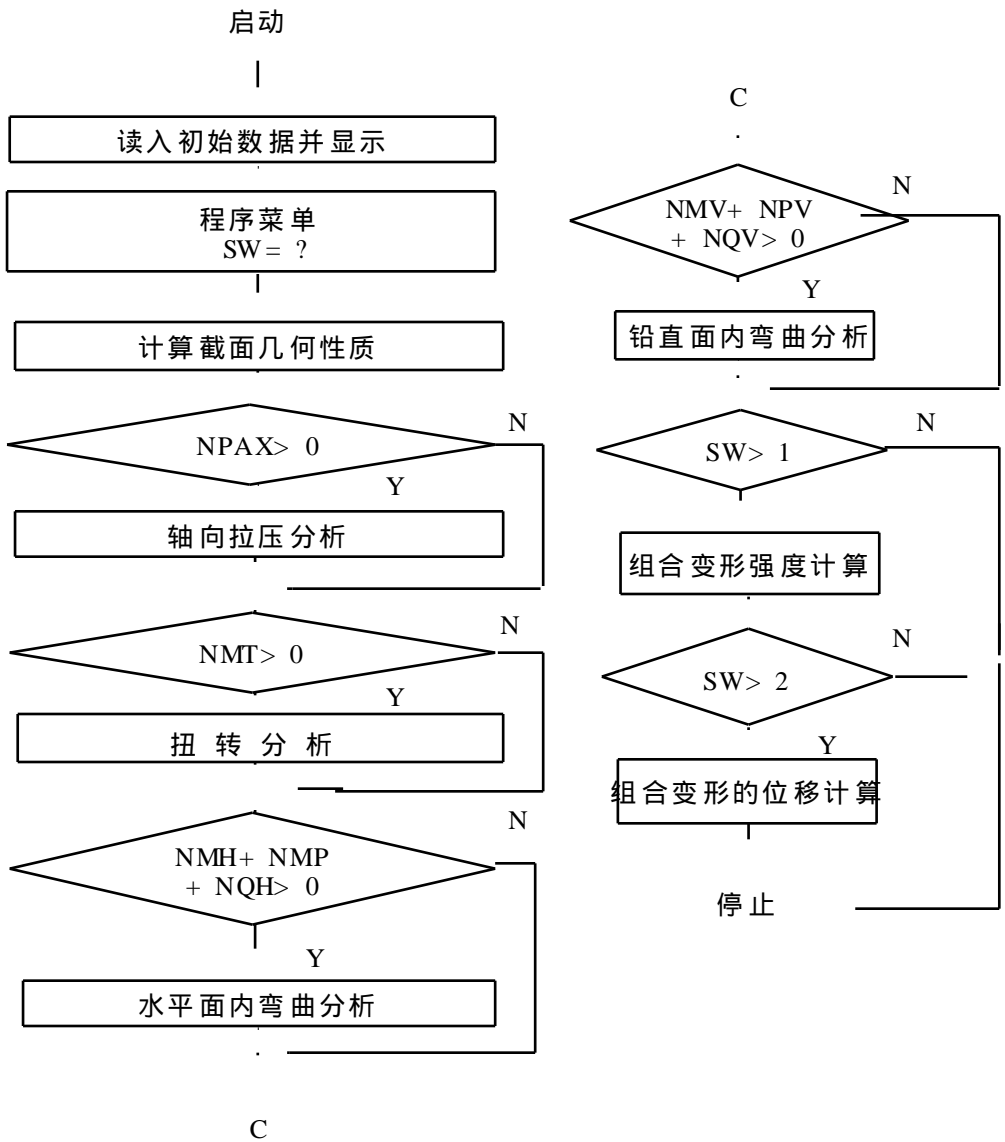 启动
读入初始数据并显示
程序菜单
SW= ?
计算截面几何性质
NPAX> 0
N
Y
轴向拉压分析
NMT> 0
N
Y
扭转分析
NMH+ NMP
+ NQH> 0
N
Y
水平面内弯曲分析
C
C
NMV+ NPV
+ NQV> 0
N
Y
铅直面内弯曲分析
SW> 1
N
组合变形强度计算
SW> 2
N
Y
组合变形的位移计算
停止